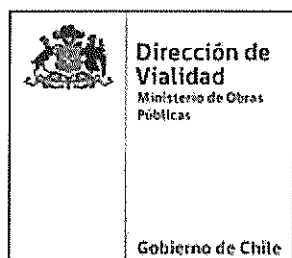 Dirección de
Vialidad
Ministerio de Obras
Públicas
Gobierno de Chile